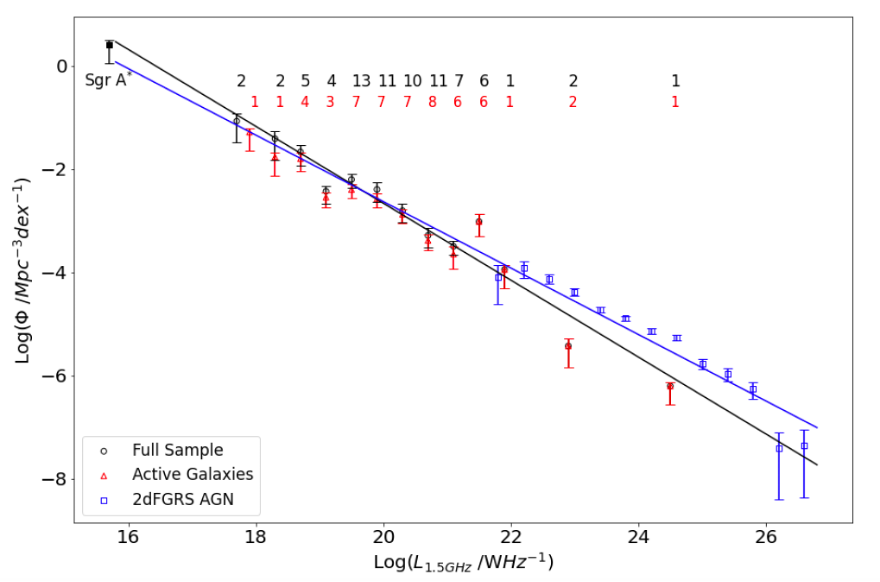 Sgr A*
2 2 5 4 13 11 10 11 7 6 1 2 1
1 1 4 3 7 7 7 8 6 6 1 2 1
0
−2
−4
−6
−8
Log(Φ /Mpc⁻³dex⁻¹)
Full Sample
Active Galaxies
2dFGRS AGN
16 18 20 22 24 26
Log(L₁.₅GHz /WHz⁻¹)